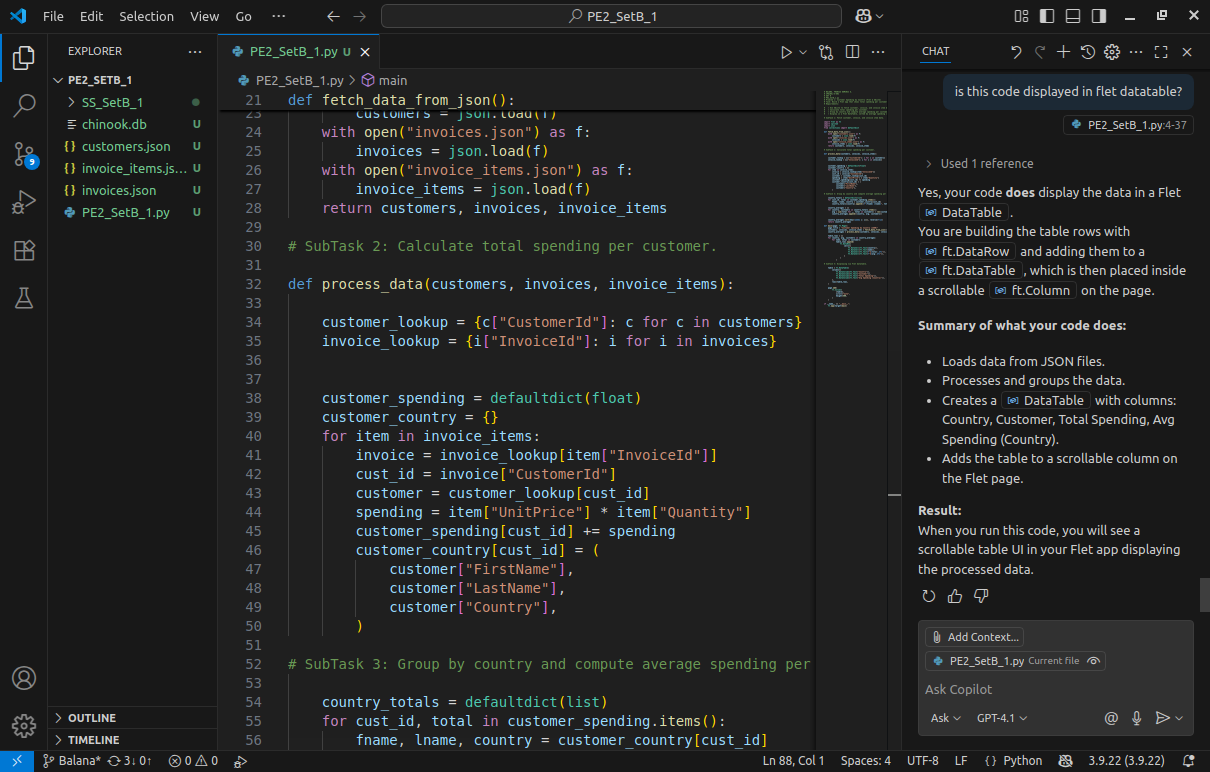 File Edit Selection View Go ··· PE2_SetB_1
EXPLORER ···
PE2_SETB_1
SS_SetB_1
chinook.db U
customers.json U
invoice_items.js... U
invoices.json U
PE2_SetB_1.py U
9
OUTLINE
TIMELINE
PE2_SetB_1.py U
PE2_SetB_1.py > main
21 def fetch_data_from_json():
23 customers = json.load(f)
24 with open("invoices.json") as f:
25 invoices = json.load(f)
26 with open("invoice_items.json") as f:
27 invoice_items = json.load(f)
28 return customers, invoices, invoice_items
29
30 # SubTask 2: Calculate total spending per customer.
31
32 def process_data(customers, invoices, invoice_items):
33
34 customer_lookup = {c["CustomerId"]: c for c in customers}
35 invoice_lookup = {i["InvoiceId"]: i for i in invoices}
36
37
38 customer_spending = defaultdict(float)
39 customer_country = {}
40 for item in invoice_items:
41 invoice = invoice_lookup[item["InvoiceId"]]
42 cust_id = invoice["CustomerId"]
43 customer = customer_lookup[cust_id]
44 spending = item["UnitPrice"] * item["Quantity"]
45 customer_spending[cust_id] += spending
46 customer_country[cust_id] = (
47 customer["FirstName"],
48 customer["LastName"],
49 customer["Country"],
50 )
51
52 # SubTask 3: Group by country and compute average spending per
53
54 country_totals = defaultdict(list)
55 for cust_id, total in customer_spending.items():
56 fname, lname, country = customer_country[cust_id]
CHAT
is this code displayed in flet datatable?
PE2_SetB_1.py:4-37
Used 1 reference
Yes, your code does display the data in a Flet
DataTable .
You are building the table rows with
ft.DataRow and adding them to a
ft.DataTable , which is then placed inside
a scrollable ft.Column on the page.
Summary of what your code does:
• Loads data from JSON files.
• Processes and groups the data.
• Creates a DataTable with columns:
Country, Customer, Total Spending, Avg
Spending (Country).
• Adds the table to a scrollable column on
the Flet page.
Result:
When you run this code, you will see a
scrollable table UI in your Flet app displaying
the processed data.
Add Context...
PE2_SetB_1.py Current file
Ask Copilot
Ask GPT-4.1
Balana* 3↓ 0↑ 0 0 Ln 88, Col 1 Spaces: 4 UTF-8 LF {} Python 3.9.22 (3.9.22)